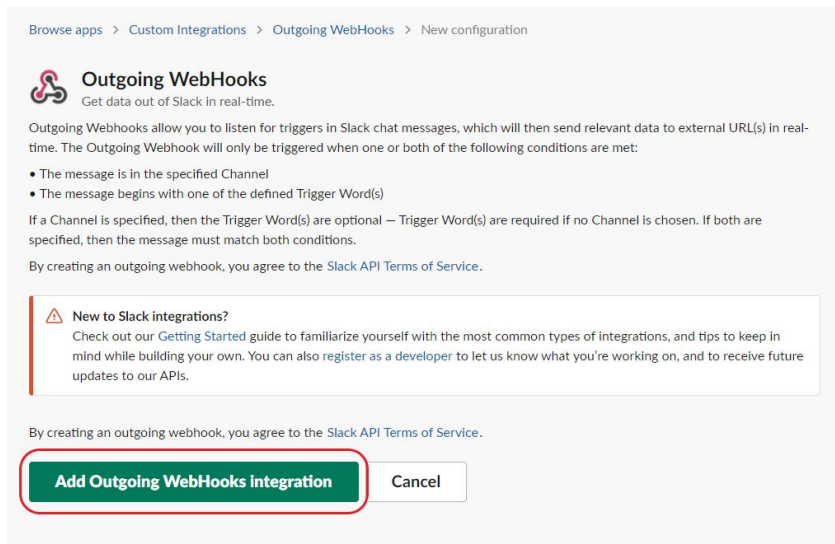 Browse apps > Custom Integrations > Outgoing WebHooks > New configuration
Outgoing WebHooks
Get data out of Slack in real-time.
Outgoing Webhooks allow you to listen for triggers in Slack chat messages, which will then send relevant data to external URL(s) in real-
time. The Outgoing Webhook will only be triggered when one or both of the following conditions are met:
• The message is in the specified Channel
• The message begins with one of the defined Trigger Word(s)
If a Channel is specified, then the Trigger Word(s) are optional — Trigger Word(s) are required if no Channel is chosen. If both are
specified, then the message must match both conditions.
By creating an outgoing webhook, you agree to the Slack API Terms of Service.
New to Slack integrations?
Check out our Getting Started guide to familiarize yourself with the most common types of integrations, and tips to keep in
mind while building your own. You can also register as a developer to let us know what you’re working on, and to receive future
updates to our APIs.
By creating an outgoing webhook, you agree to the Slack API Terms of Service.
Add Outgoing WebHooks integration Cancel